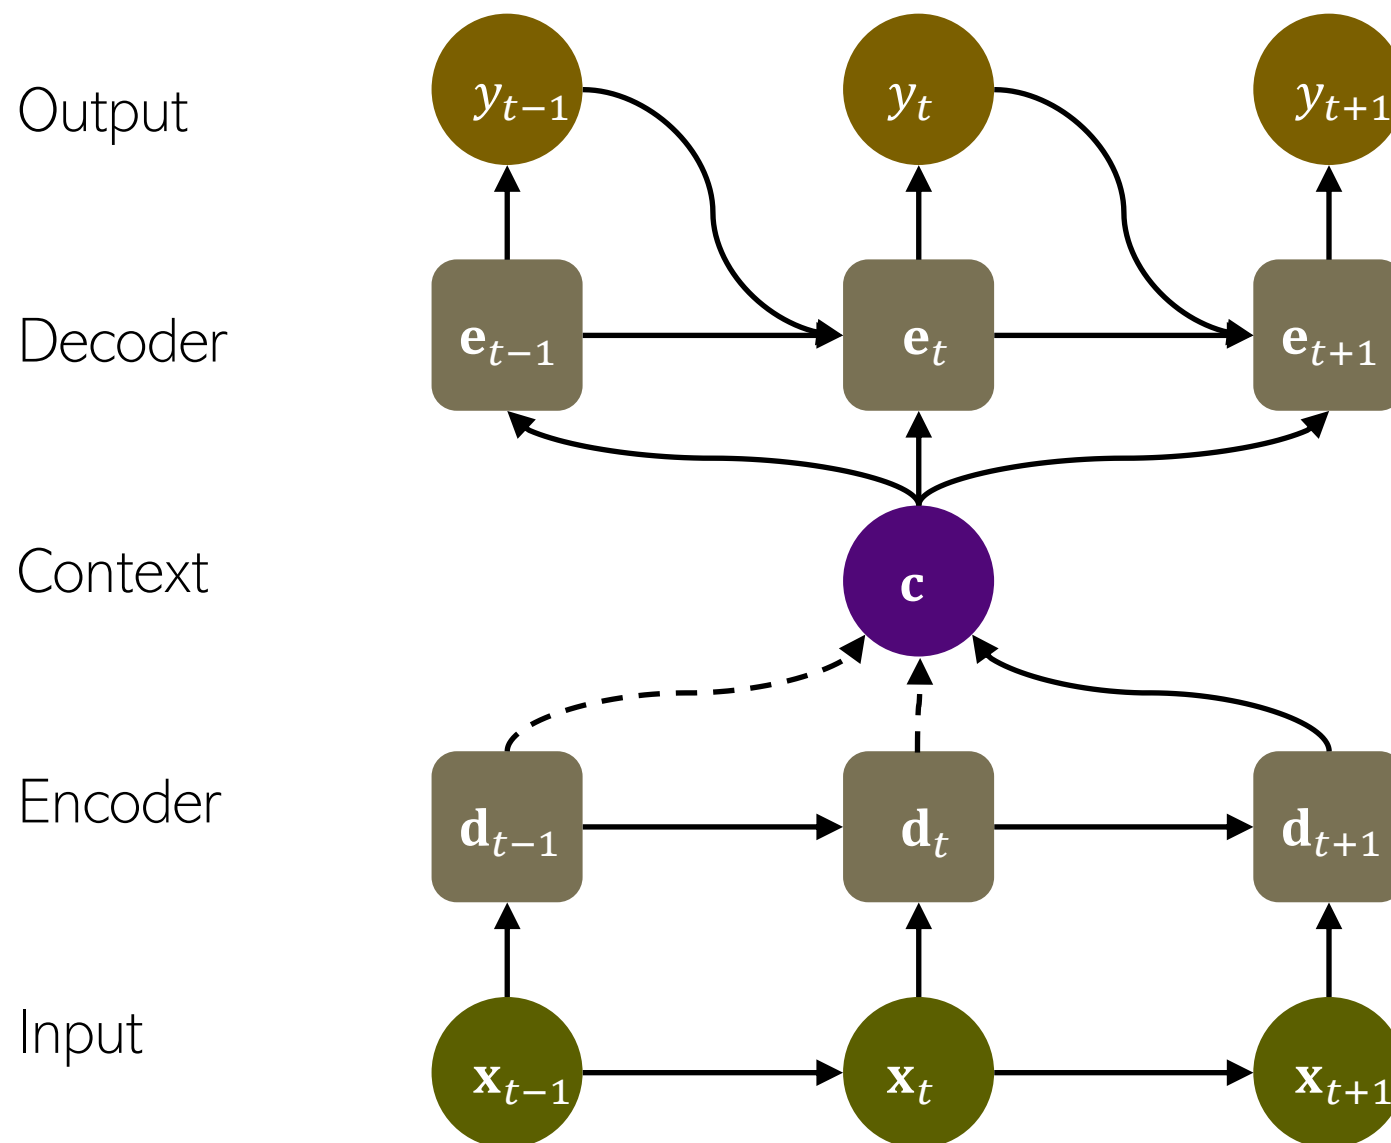 Output y_{t−1} y_t y_{t+1}
Decoder e_{t−1} e_t e_{t+1}
Context c
Encoder d_{t−1} d_t d_{t+1}
Input x_{t−1} x_t x_{t+1}